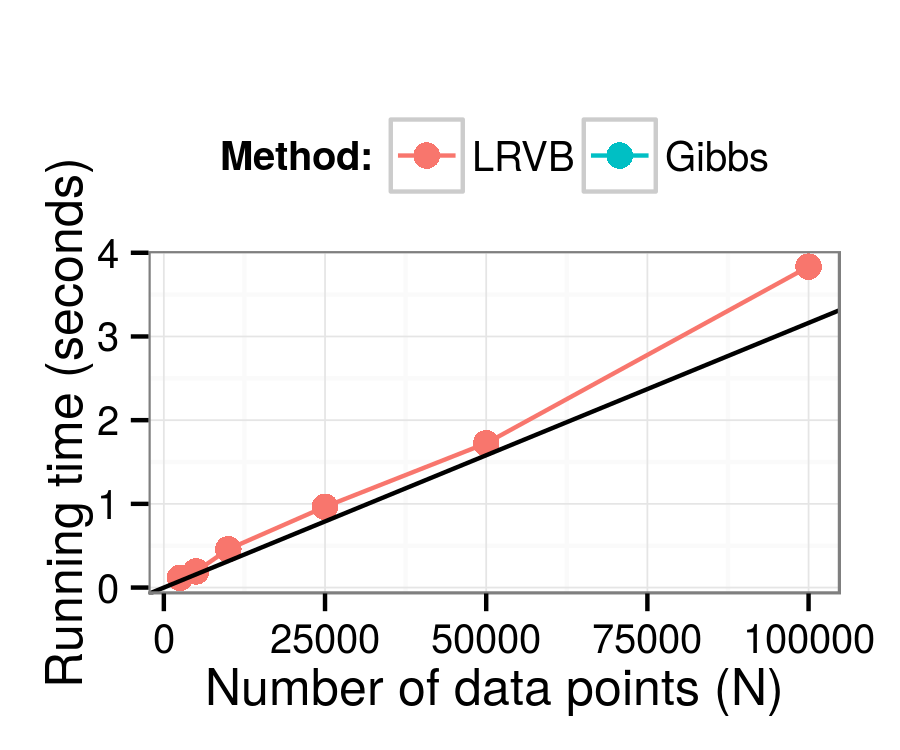 Method: LRVB Gibbs
Running time (seconds)
4
3
2
1
0
0 25000 50000 75000 100000
Number of data points (N)